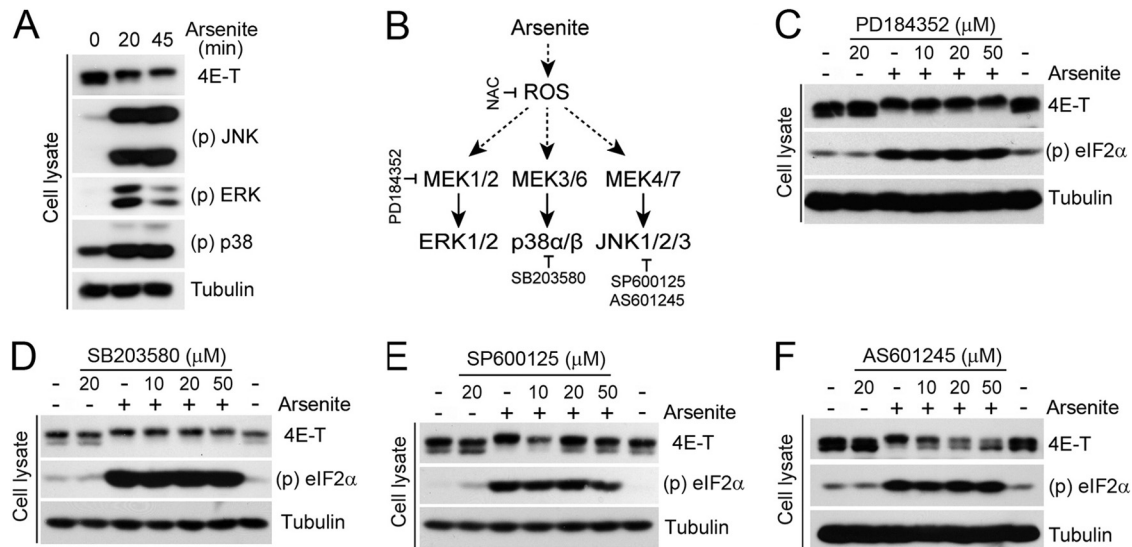 A
Arsenite
(min)
0 20 45
4E-T
(p) JNK
(p) ERK
(p) p38
Tubulin
Cell lysate
B
Arsenite
NAC
ROS
PD184352
MEK1/2 MEK3/6 MEK4/7
ERK1/2 p38α/β JNK1/2/3
SB203580 SP600125
AS601245
C
PD184352 (μM)
- 20 - 10 20 50 -
- - + + + + - Arsenite
4E-T
(p) eIF2α
Tubulin
Cell lysate
D
SB203580 (μM)
- 20 - 10 20 50 -
- - + + + + - Arsenite
4E-T
(p) eIF2α
Tubulin
Cell lysate
E
SP600125 (μM)
- 20 - 10 20 50 -
- - + + + + - Arsenite
4E-T
(p) eIF2α
Tubulin
Cell lysate
F
AS601245 (μM)
- 20 - 10 20 50 -
- - + + + + - Arsenite
4E-T
(p) eIF2α
Tubulin
Cell lysate